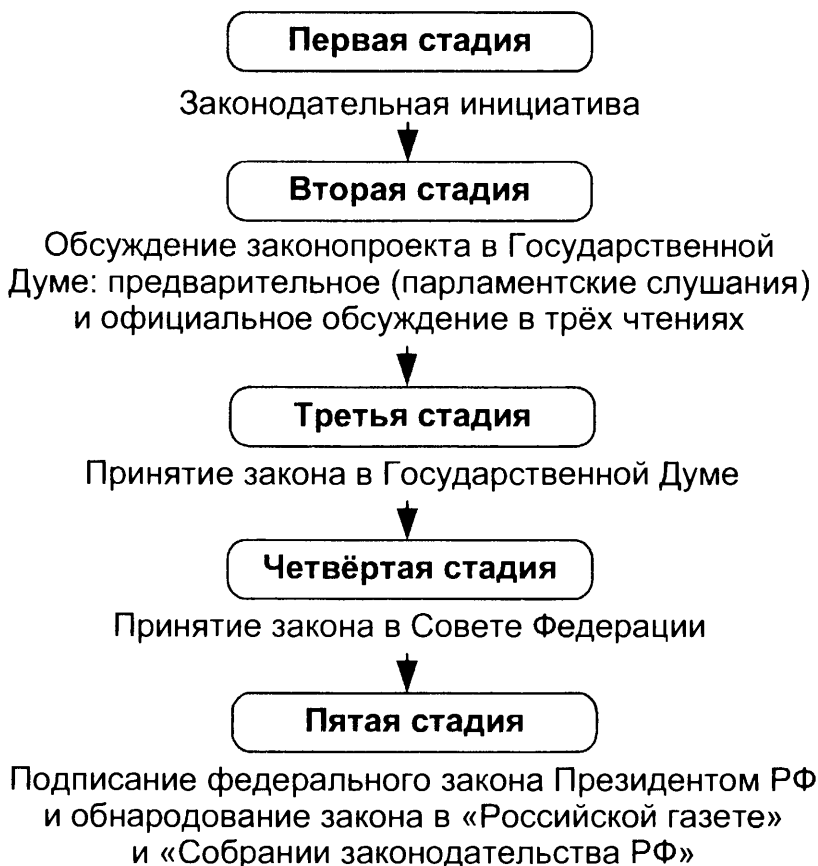 Первая стадия
Законодательная инициатива
Вторая стадия
Обсуждение законопроекта в Государственной
Думе: предварительное (парламентские слушания)
и официальное обсуждение в трёх чтениях
Третья стадия
Принятие закона в Государственной Думе
Четвёртая стадия
Принятие закона в Совете Федерации
Пятая стадия
Подписание федерального закона Президентом РФ
и обнародование закона в «Российской газете»
и «Собрании законодательства РФ»